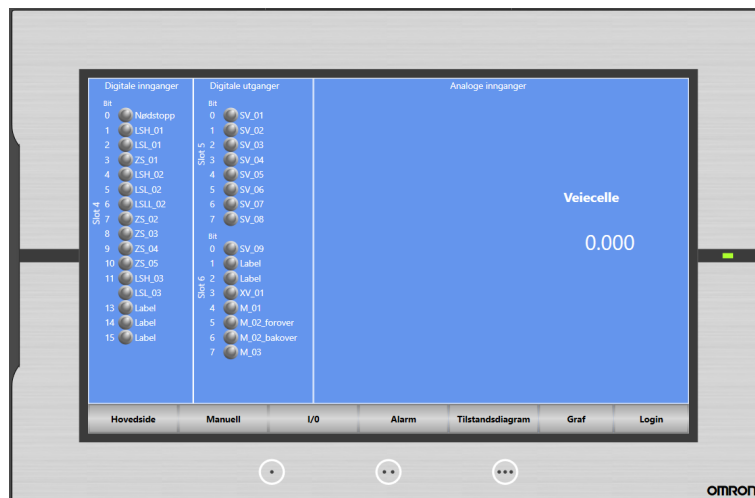 Digitale innganger
Bit
0 Nødstopp
1 LSH_01
2 LSL_01
3 ZS_01
4 LSH_02
5 LSL_02
6 LSLL_02
7 ZS_02
8 ZS_03
9 ZS_04
10 ZS_05
11 LSH_03
LSL_03
13 Label
14 Label
15 Label
Slot 4
Digitale utganger
Bit
0 SV_01
1 SV_02
2 SV_03
3 SV_04
4 SV_05
5 SV_06
6 SV_07
7 SV_08
Slot 5
Bit
0 SV_09
1 Label
2 Label
3 XV_01
4 M_01
5 M_02_forover
6 M_02_bakover
7 M_03
Slot 6
Analoge innganger
Veiecelle
0.000
Hovedside Manuell I/0 Alarm Tilstandsdiagram Graf Login
OMRON